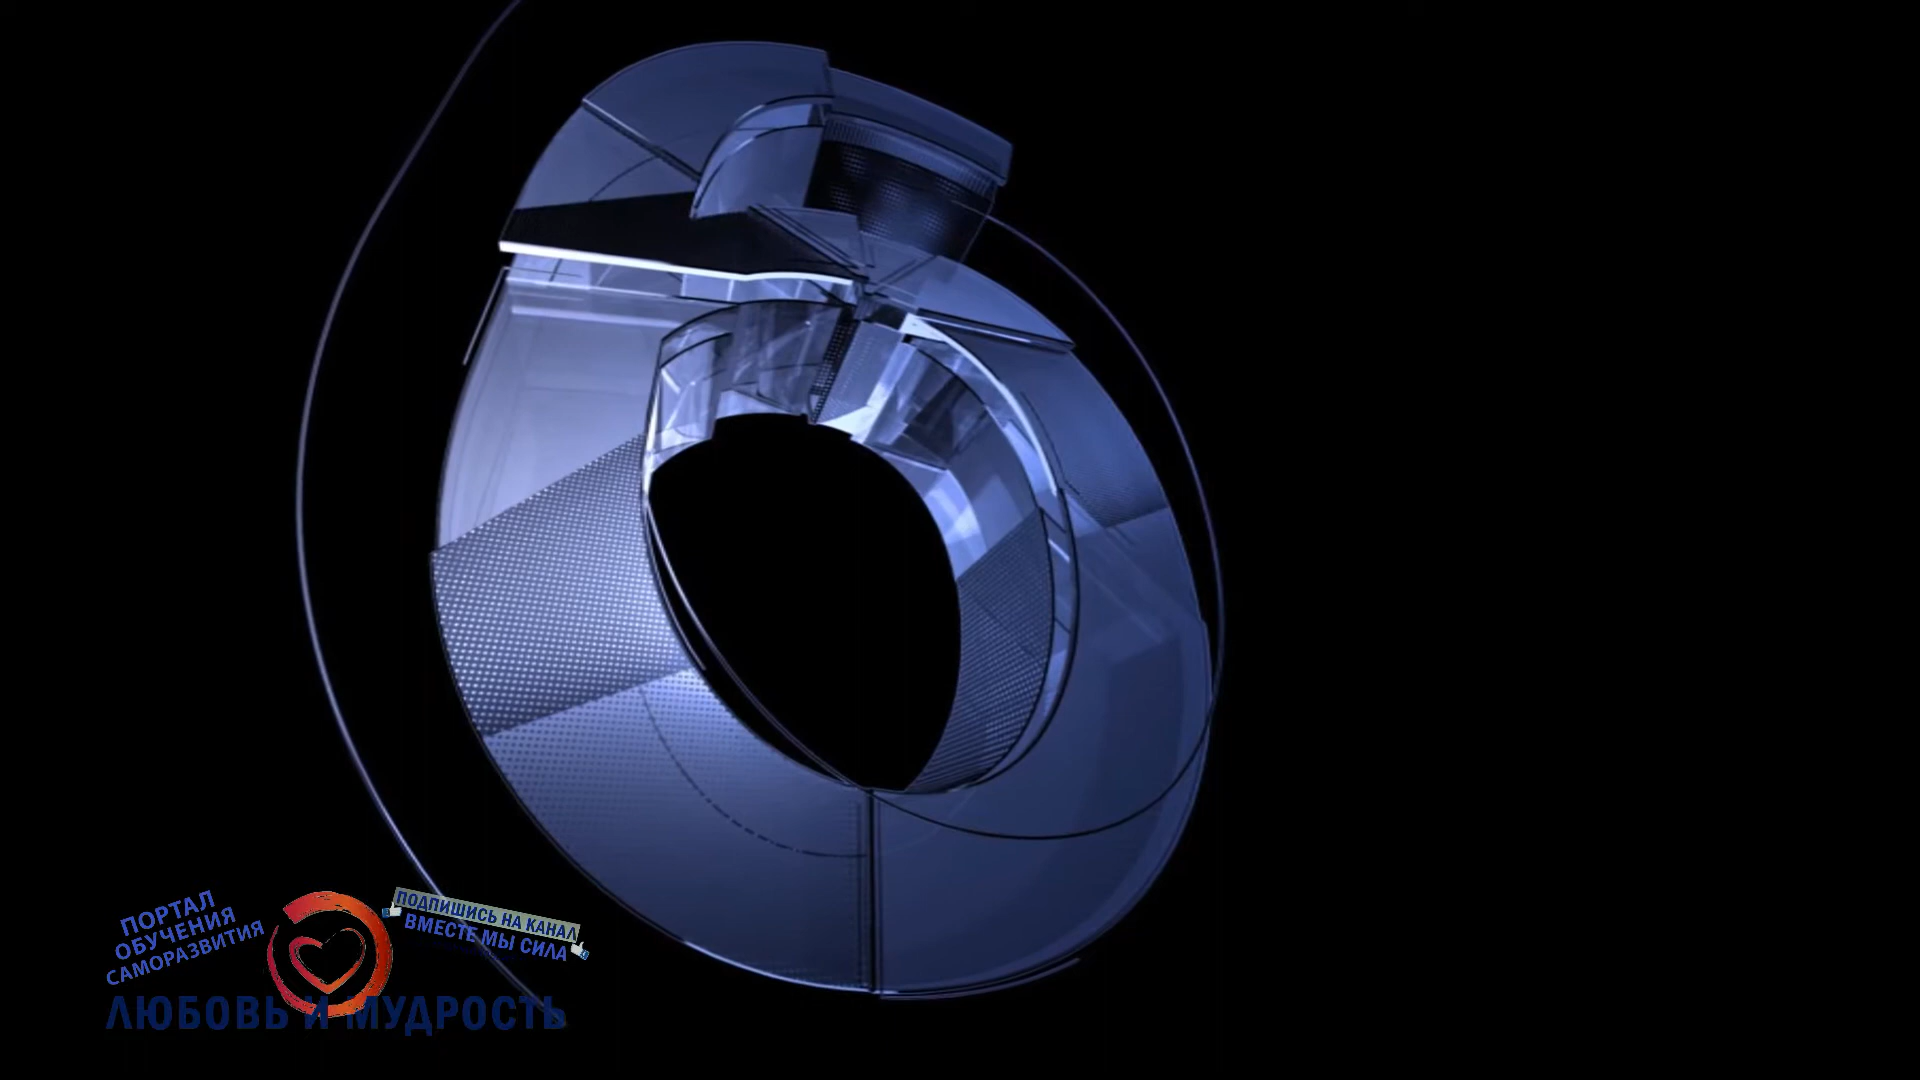 ПОРТАЛ
ОБУЧЕНИЯ
САМОРАЗВИТИЯ
ПОДПИШИСЬ НА КАНАЛ
ВМЕСТЕ МЫ СИЛА
ЛЮБОВЬ И МУДРОСТЬ